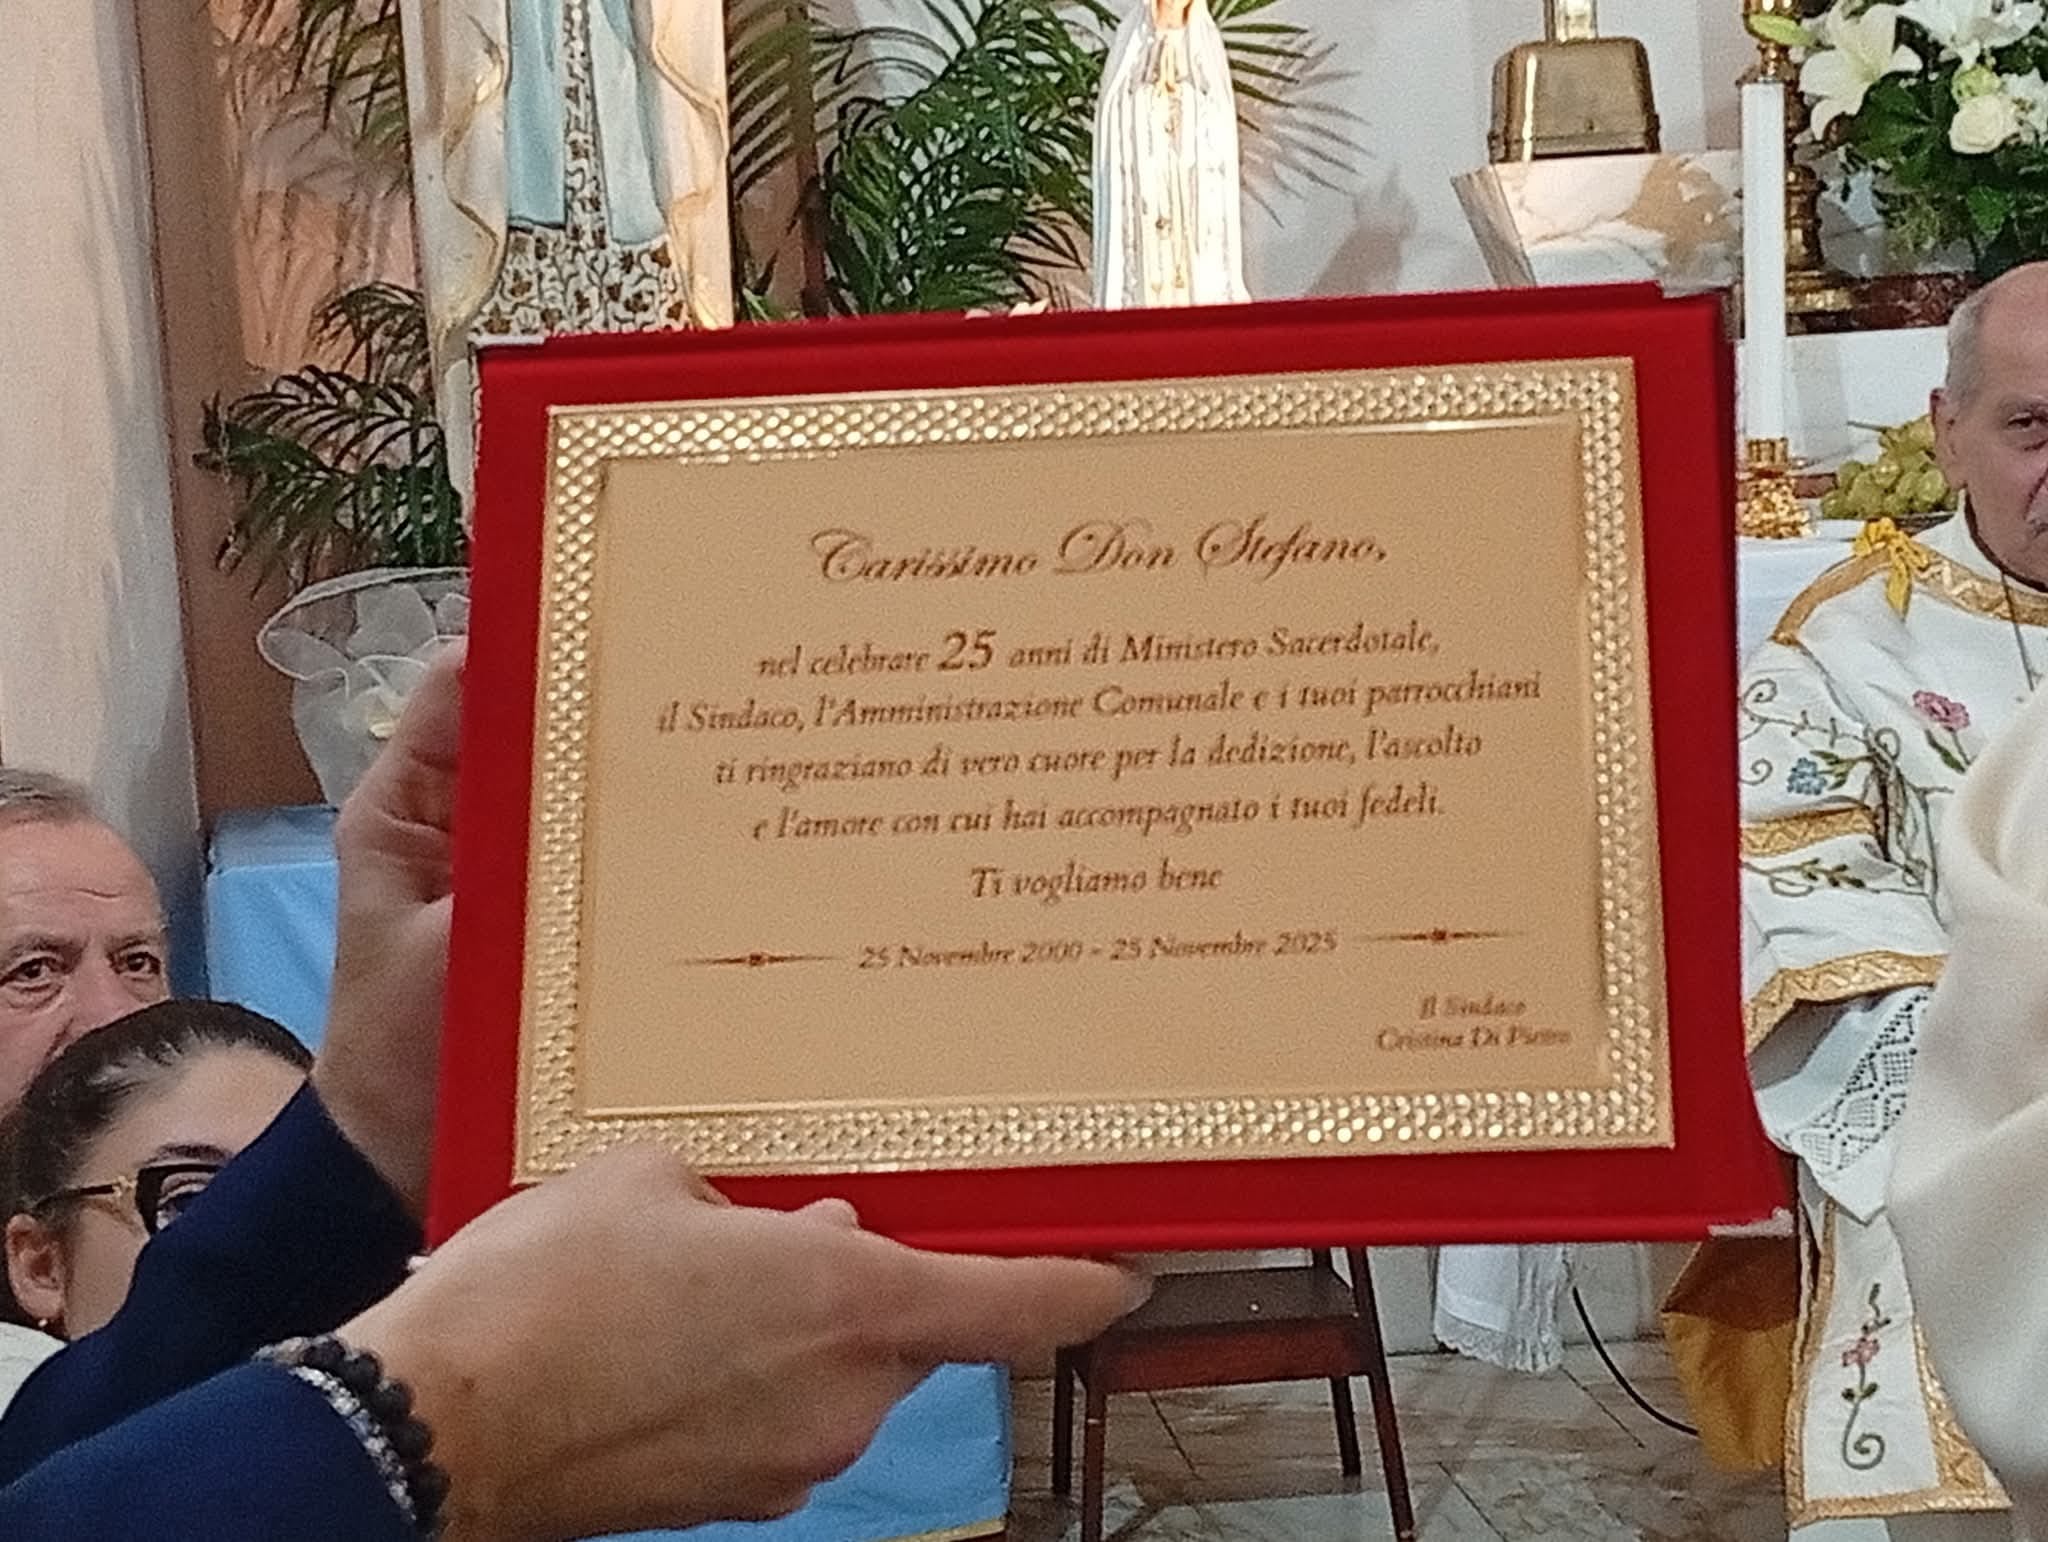 Carissimo Don Stefano,
nel celebrare 25 anni di Ministero Sacerdotale,
il Sindaco, l'Amministrazione Comunale e i tuoi parrocchiani
ti ringraziano di vero cuore per la dedizione, l'ascolto
e l'amore con cui hai accompagnato i tuoi fedeli.
Ti vogliamo bene
25 Novembre 2000 - 25 Novembre 2025
Il Sindaco
Cristina Di Pietro